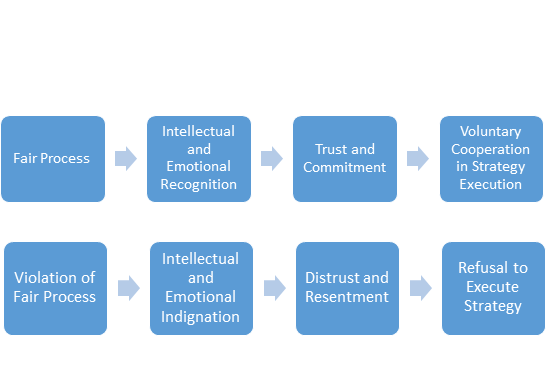 Fair Process
Intellectual
and
Emotional
Recognition
Trust and
Commitment
Voluntary
Cooperation
in Strategy
Execution
Violation of
Fair Process
Intellectual
and
Emotional
Indignation
Distrust and
Resentment
Refusal to
Execute
Strategy